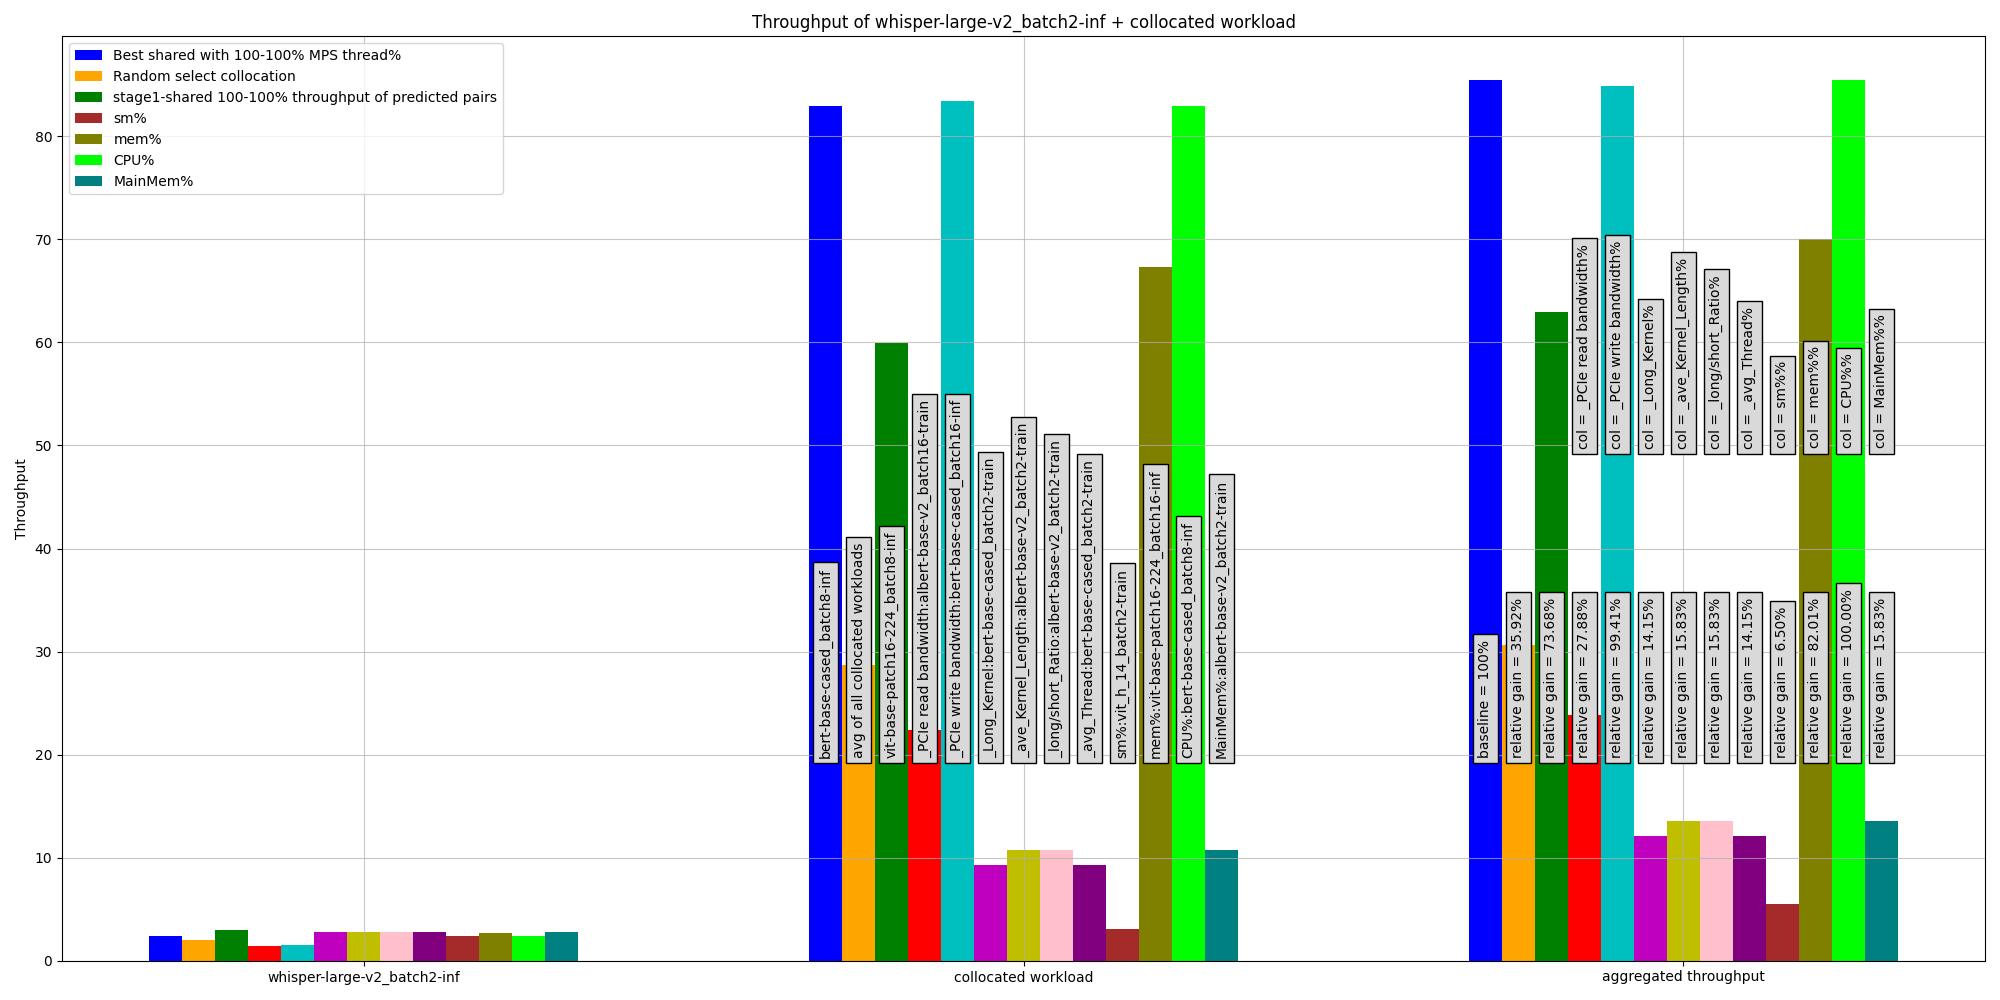 Throughput of whisper-large-v2_batch2-inf + collocated workload
Best shared with 100-100% MPS thread%
Random select collocation
stage1-shared 100-100% throughput of predicted pairs
sm%
mem%
CPU%
MainMem%
Throughput
80
70
60
50
40
30
20
10
0
bert-base-cased_batch8-inf
avg of all collocated workloads
vit-base-patch16-224_batch8-inf
_PCIe read bandwidth:albert-base-v2_batch16-train
_PCIe write bandwidth:bert-base-cased_batch16-inf
_Long_Kernel:bert-base-cased_batch2-train
_ave_Kernel_Length:albert-base-v2_batch2-train
_long/short_Ratio:albert-base-v2_batch2-train
_avg_Thread:bert-base-cased_batch2-train
sm%:vit_h_14_batch2-train
mem%:vit-base-patch16-224_batch16-inf
CPU%:bert-base-cased_batch8-inf
MainMem%:albert-base-v2_batch2-train
col = _PCIe read bandwidth%
col = _PCIe write bandwidth%
col = _Long_Kernel%
col = _ave_Kernel_Length%
col = _long/short_Ratio%
col = _avg_Thread%
col = sm%%
col = mem%%
col = CPU%%
col = MainMem%%
baseline = 100%
relative gain = 35.92%
relative gain = 73.68%
relative gain = 27.88%
relative gain = 99.41%
relative gain = 14.15%
relative gain = 15.83%
relative gain = 15.83%
relative gain = 14.15%
relative gain = 6.50%
relative gain = 82.01%
relative gain = 100.00%
relative gain = 15.83%
whisper-large-v2_batch2-inf
collocated workload
aggregated throughput